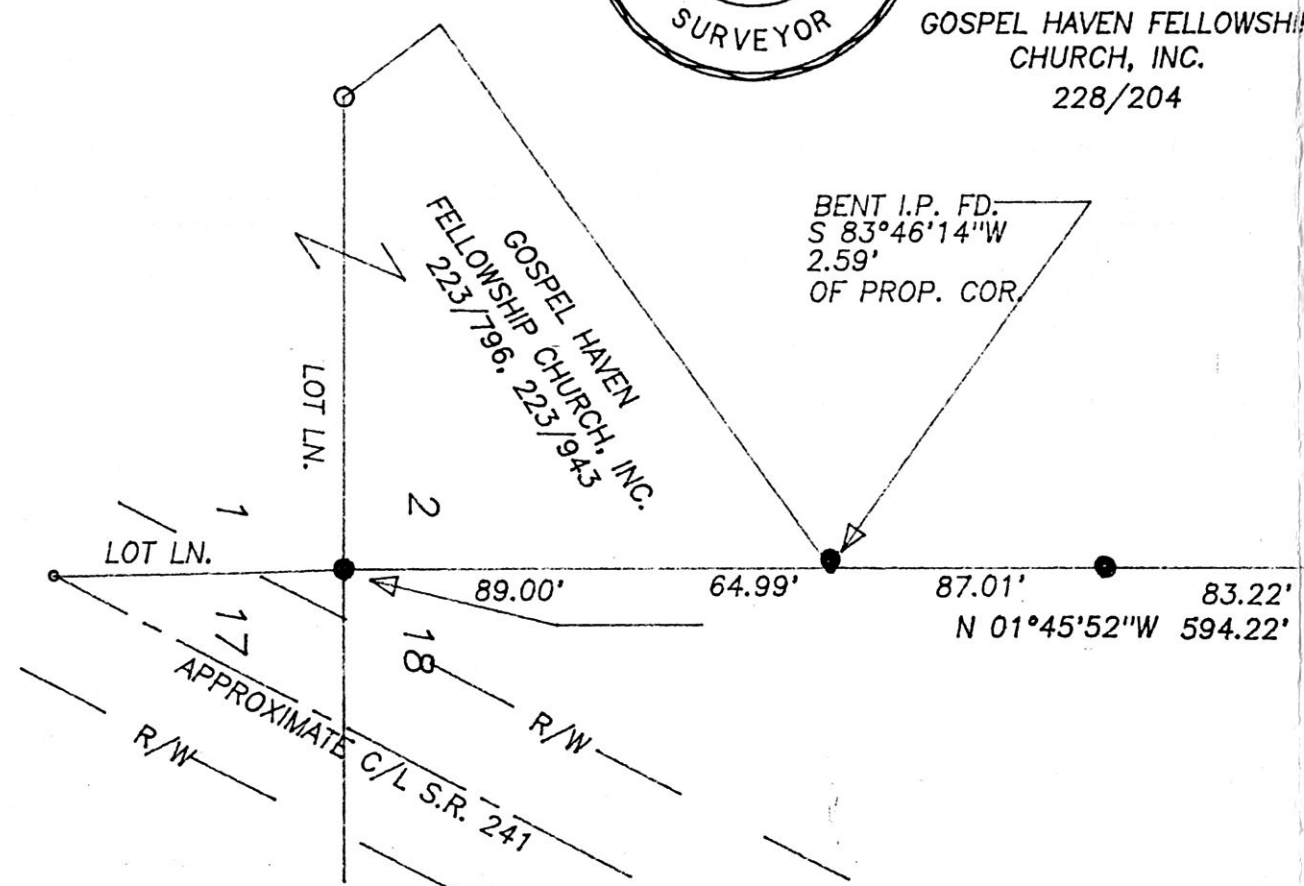 SURVEYOR
GOSPEL HAVEN FELLOWSHI
CHURCH, INC.
228/204
BENT I.P. FD.
S 83°46'14"W
2.59'
OF PROP. COR.
GOSPEL HAVEN
FELLOWSHIP CHURCH, INC.
223/796, 223/943
LOT LN.
1
2
LOT LN.
89.00'
64.99'
87.01'
83.22'
N 01°45'52"W 594.22'
17
18
APPROXIMATE C/L S.R. 241
R/W
R/W